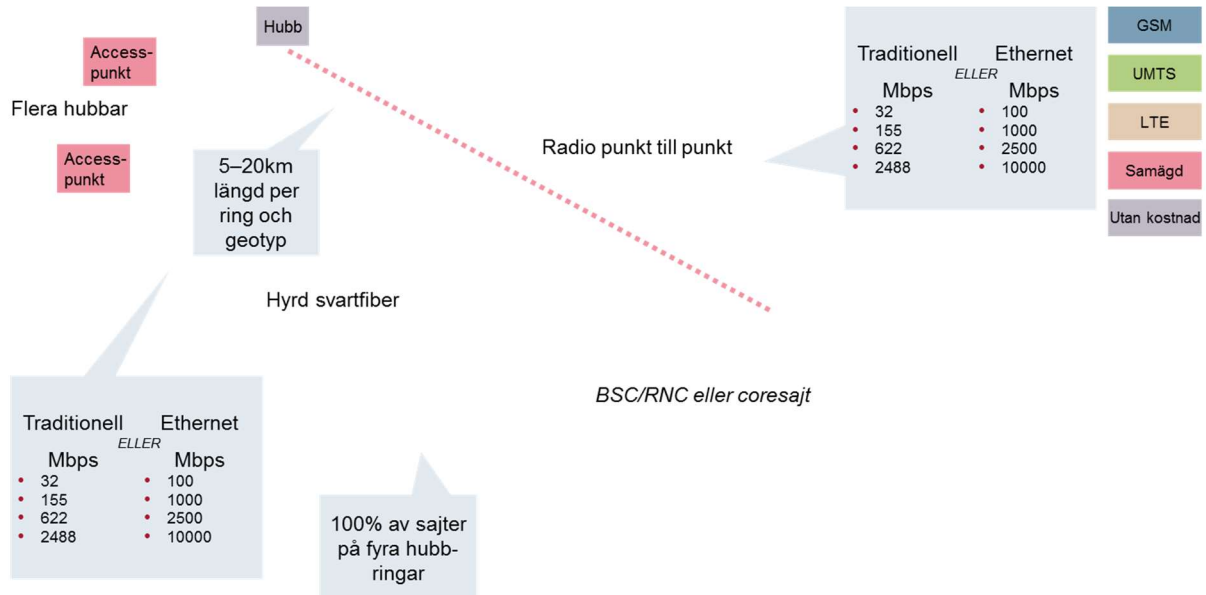 Hubb
Access-
punkt
Flera hubbar
Access-
punkt
5–20km
längd per
ring och
geotyp
Radio punkt till punkt
Traditionell Ethernet
ELLER
Mbps Mbps
• 32 • 100
• 155 • 1000
• 622 • 2500
• 2488 • 10000
GSM
UMTS
LTE
Samägd
Utan kostnad
Hyrd svartfiber
BSC/RNC eller coresajt
Traditionell Ethernet
ELLER
Mbps Mbps
• 32 • 100
• 155 • 1000
• 622 • 2500
• 2488 • 10000
100% av sajter
på fyra hubb-
ringar